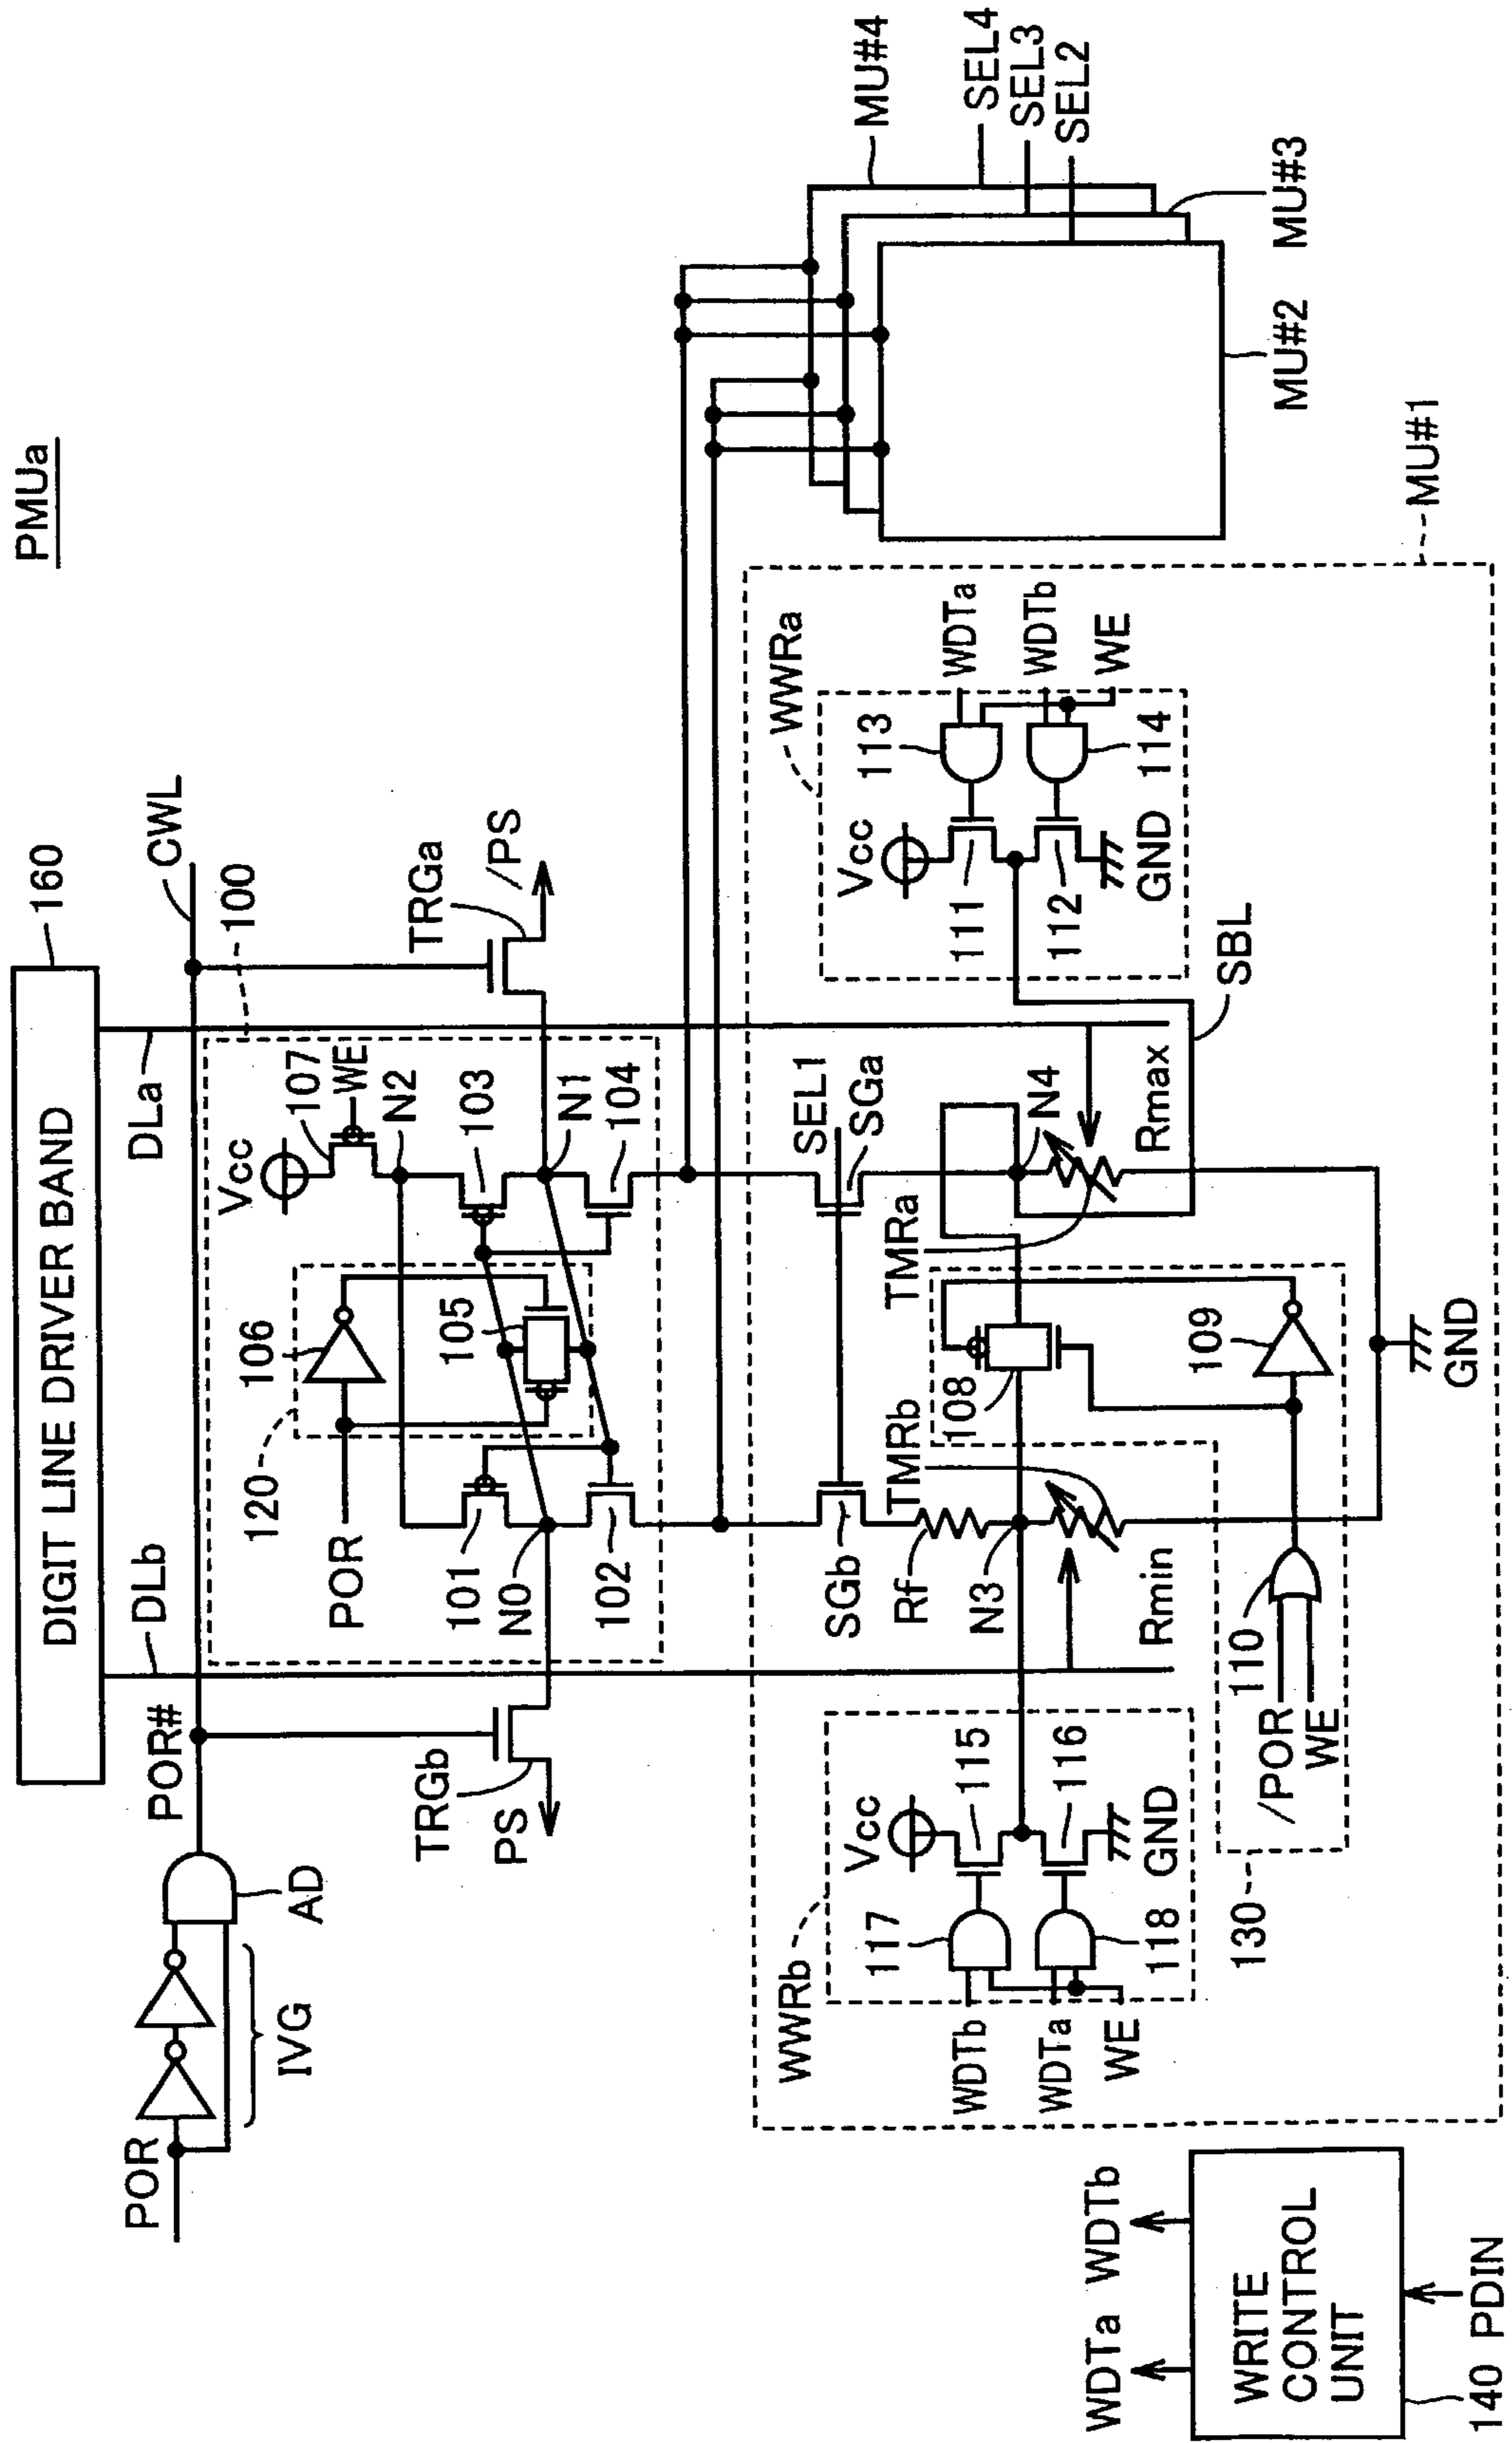 PMUa
DIGIT LINE DRIVER BAND
160
POR
IVG
AD
POR#
CWL
DLb
DLa
100
TRGb
PS
TRGa
/PS
120
POR
106
105
Vcc
107
WE
N2
103
N1
104
101
N0
102
MU#4
SEL4
SEL3
SEL2
MU#3
MU#2
MU#1
SEL1
SGb
SGa
Rf
TMRb
TMRa
N3
N4
Rmin
Rmax
108
109
110
/POR
WE
130
GND
SBL
WWRb
Vcc
117
115
118
116
GND
WDTb
WDTa
WE
WWRa
Vcc
113
111
112
114
GND
WDTa
WDTb
WE
WDTa
WDTb
WRITE
CONTROL
UNIT
140
PDIN